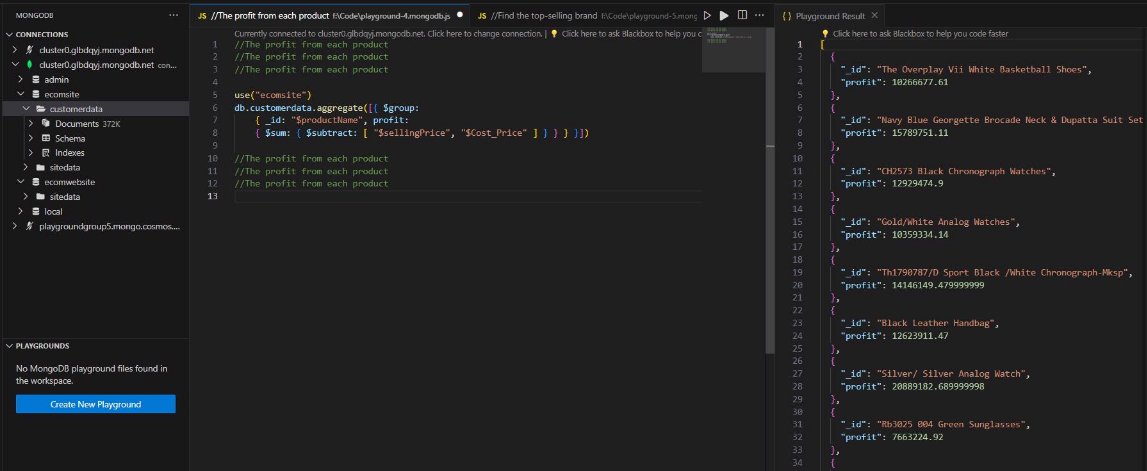 MONGODB
CONNECTIONS
cluster0.glbdqyj.mongodb.net
cluster0.glbdqyj.mongodb.net con...
admin
ecomsite
customerdata
Documents 372K
Schema
Indexes
sitedata
ecomwebsite
sitedata
local
playgroundgroup5.mongo.cosmos....
PLAYGROUNDS
No MongoDB playground files found in
the workspace.
Create New Playground
JS //The profit from each product f:\Code\playground-4.mongodb.js
JS //Find the top-selling brand f:\Code\playground-5.mong
Currently connected to cluster0.glbdqyj.mongodb.net. Click here to change connection. | Click here to ask Blackbox to help you c
1 //The profit from each product
2 //The profit from each product
3 //The profit from each product
4
5 use("ecomsite")
6 db.customerdata.aggregate([{ $group:
7 { _id: "$productName", profit:
8 { $sum: { $subtract: [ "$sellingPrice", "$Cost_Price" ] } } } }])
9
10 //The profit from each product
11 //The profit from each product
12 //The profit from each product
13
{} Playground Result
Click here to ask Blackbox to help you code faster
1 [
2 {
3 "_id": "The Overplay Vii White Basketball Shoes",
4 "profit": 10266677.61
5 },
6 {
7 "_id": "Navy Blue Georgette Brocade Neck & Dupatta Suit Set
8 "profit": 15789751.11
9 },
10 {
11 "_id": "CH2573 Black Chronograph Watches",
12 "profit": 12929474.9
13 },
14 {
15 "_id": "Gold/White Analog Watches",
16 "profit": 10359334.14
17 },
18 {
19 "_id": "Th1790787/D Sport Black /White Chronograph-Mksp",
20 "profit": 14146149.479999999
21 },
22 {
23 "_id": "Black Leather Handbag",
24 "profit": 12623911.47
25 },
26 {
27 "_id": "Silver/ Silver Analog Watch",
28 "profit": 20889182.689999998
29 },
30 {
31 "_id": "Rb3025 004 Green Sunglasses",
32 "profit": 7663224.92
33 },
34 {